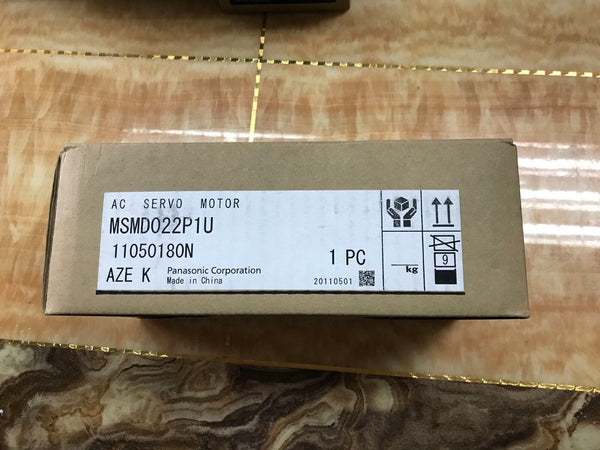 AC SERVO MOTOR
MSMD022P1U
11050180N
1 PC
AZE K
Panasonic Corporation
Made in China
20110501
kg
9